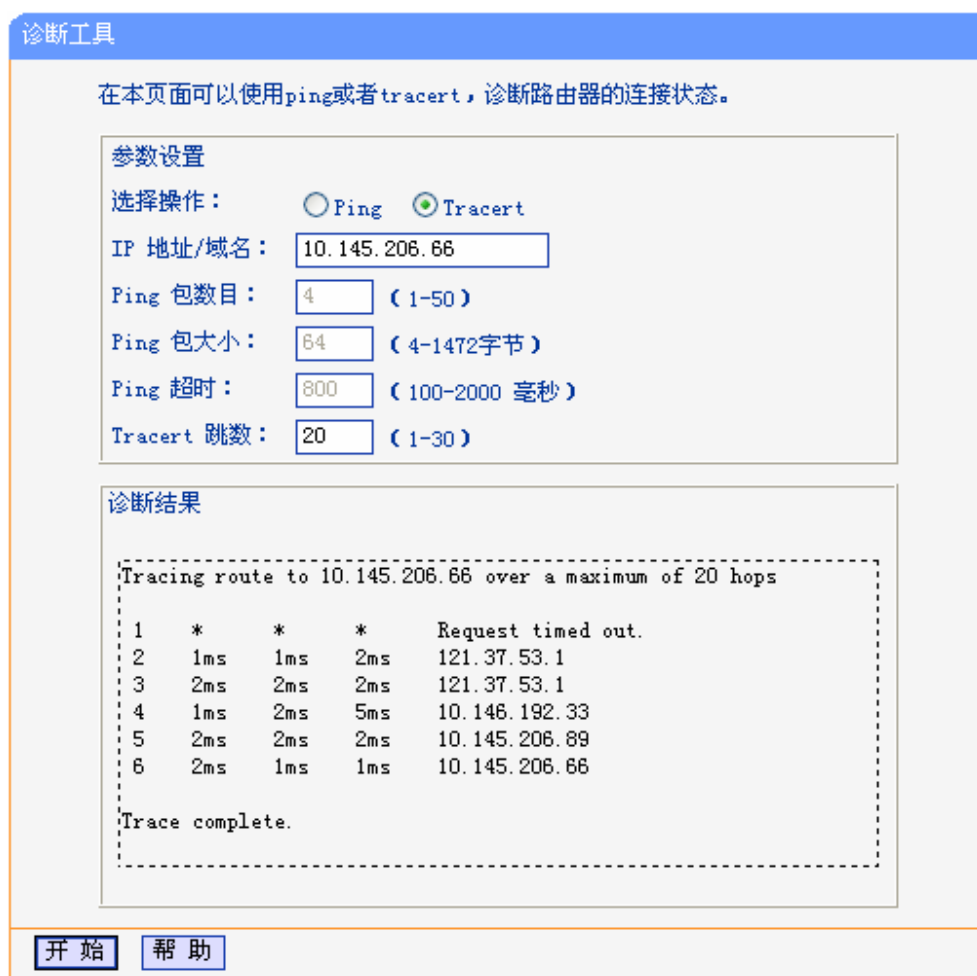 诊断工具
在本页面可以使用ping或者tracert，诊断路由器的连接状态。
参数设置
选择操作： Ping Tracert
IP 地址/域名： 10.145.206.66
Ping 包数目： 4 （1-50）
Ping 包大小： 64 （4-1472字节）
Ping 超时： 800 （100-2000 毫秒）
Tracert 跳数： 20 （1-30）
诊断结果
Tracing route to 10.145.206.66 over a maximum of 20 hops
1 * * * Request timed out.
2 1ms 1ms 2ms 121.37.53.1
3 2ms 2ms 2ms 121.37.53.1
4 1ms 2ms 5ms 10.146.192.33
5 2ms 2ms 2ms 10.145.206.89
6 2ms 1ms 1ms 10.145.206.66
Trace complete.
开 始 帮 助